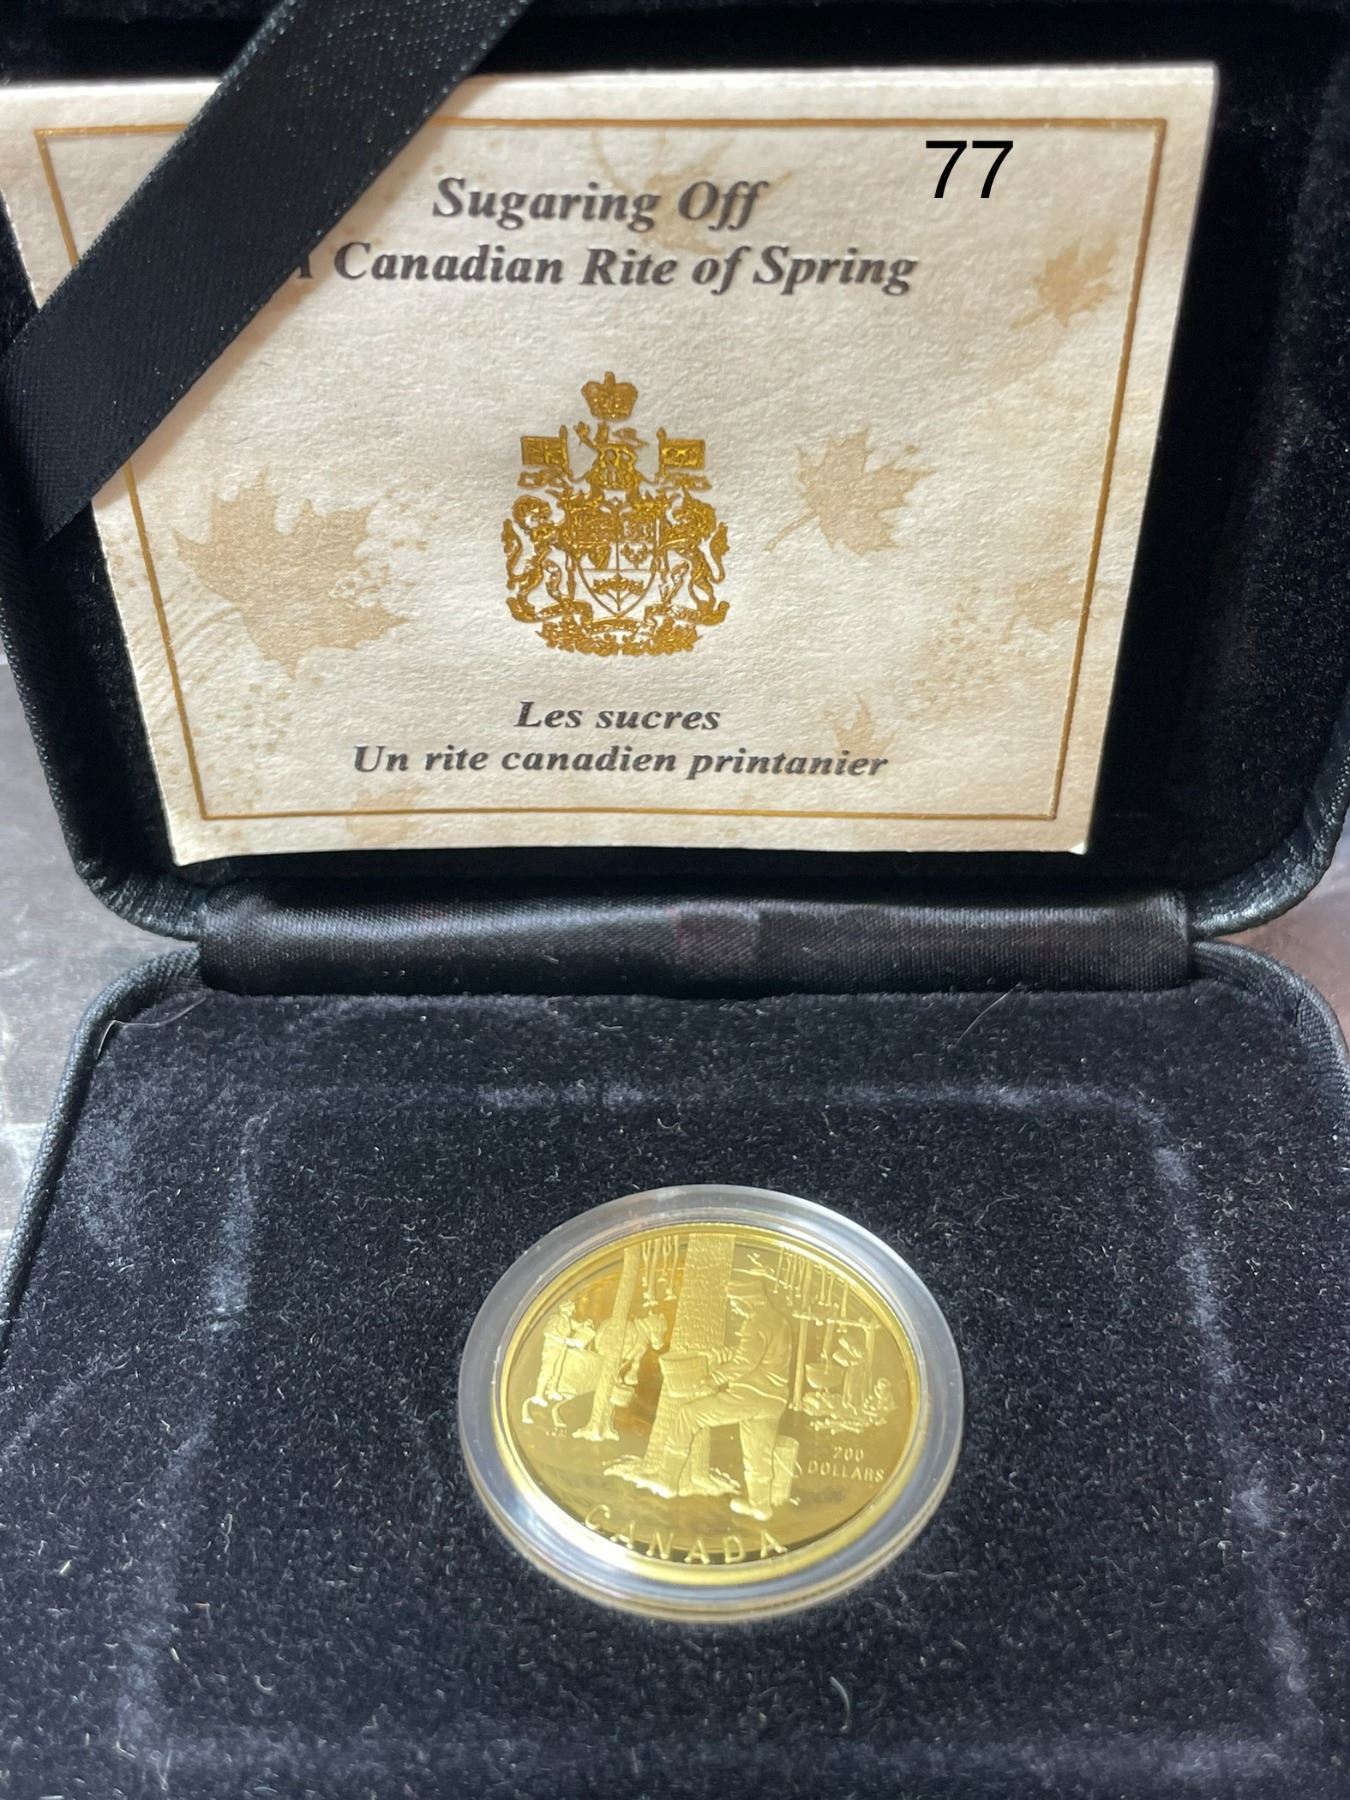 77
Sugaring Off
A Canadian Rite of Spring
Les sucres
Un rite canadien printanier
200
DOLLARS
CANADA